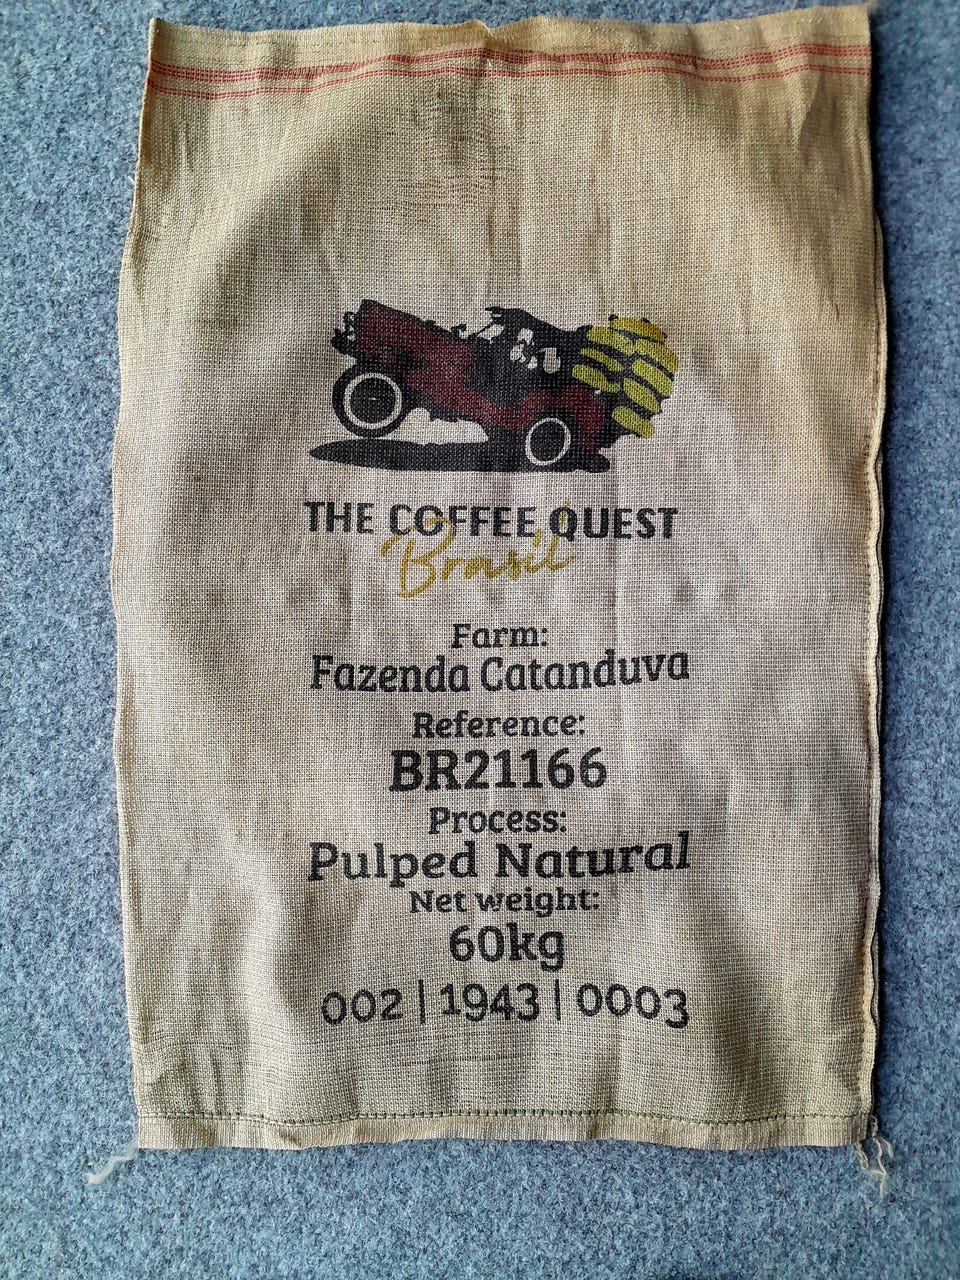 THE COFFEE QUEST
Brasil
Farm:
Fazenda Catanduva
Reference:
BR21166
Process:
Pulped Natural
Net weight:
60kg
002 | 1943 | 0003